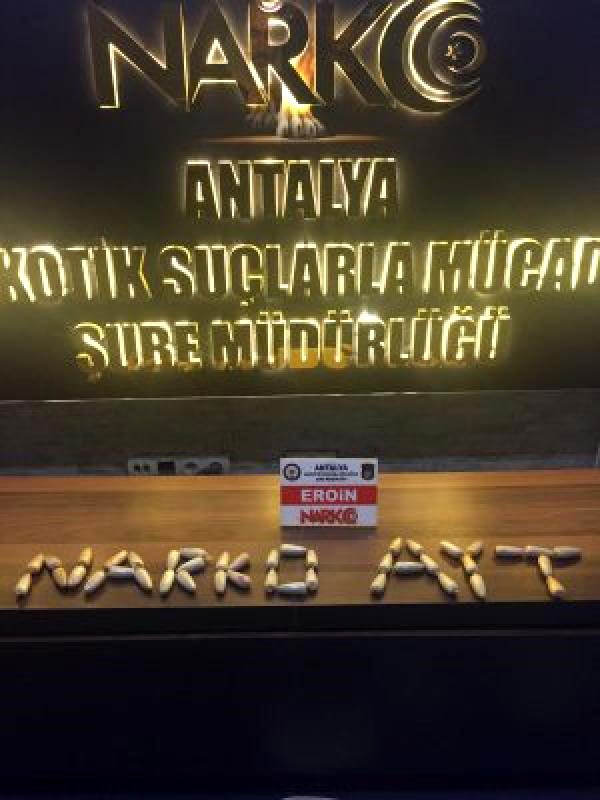 NARKO
ANTALYA
KOTİK SUÇLARLA MÜCAD
ŞUBE MÜDÜRLÜĞÜ
ANTALYA
EROİN
NARKO
NARKO AYT